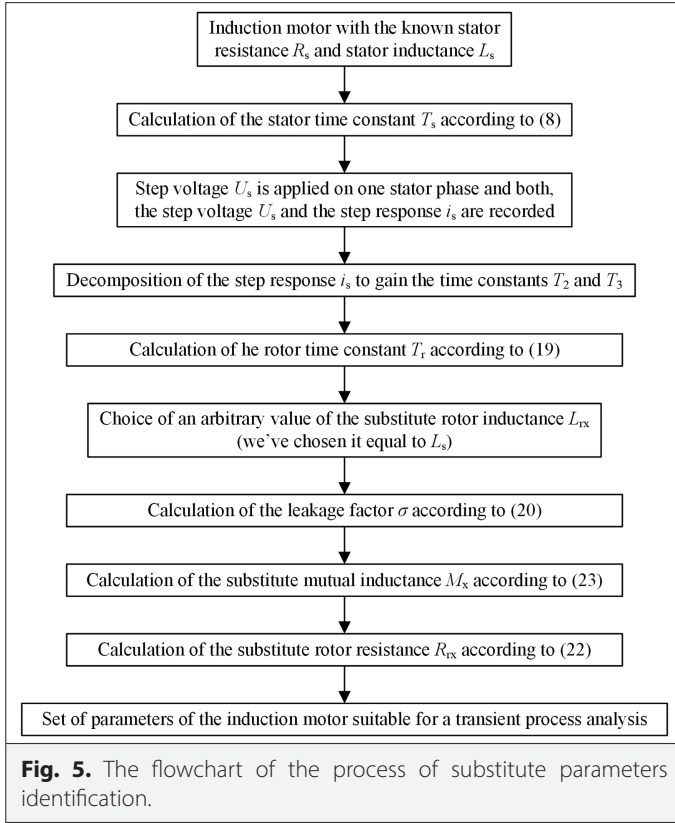 Induction motor with the known stator
resistance Rs and stator inductance Ls
Calculation of the stator time constant Ts according to (8)
Step voltage Us is applied on one stator phase and both,
the step voltage Us and the step response is are recorded
Decomposition of the step response is to gain the time constants T2 and T3
Calculation of he rotor time constant Tr according to (19)
Choice of an arbitrary value of the substitute rotor inductance Lrx
(we've chosen it equal to Ls)
Calculation of the leakage factor σ according to (20)
Calculation of the substitute mutual inductance Mx according to (23)
Calculation of the substitute rotor resistance Rrx according to (22)
Set of parameters of the induction motor suitable for a transient process analysis
Fig. 5. The flowchart of the process of substitute parameters
identification.